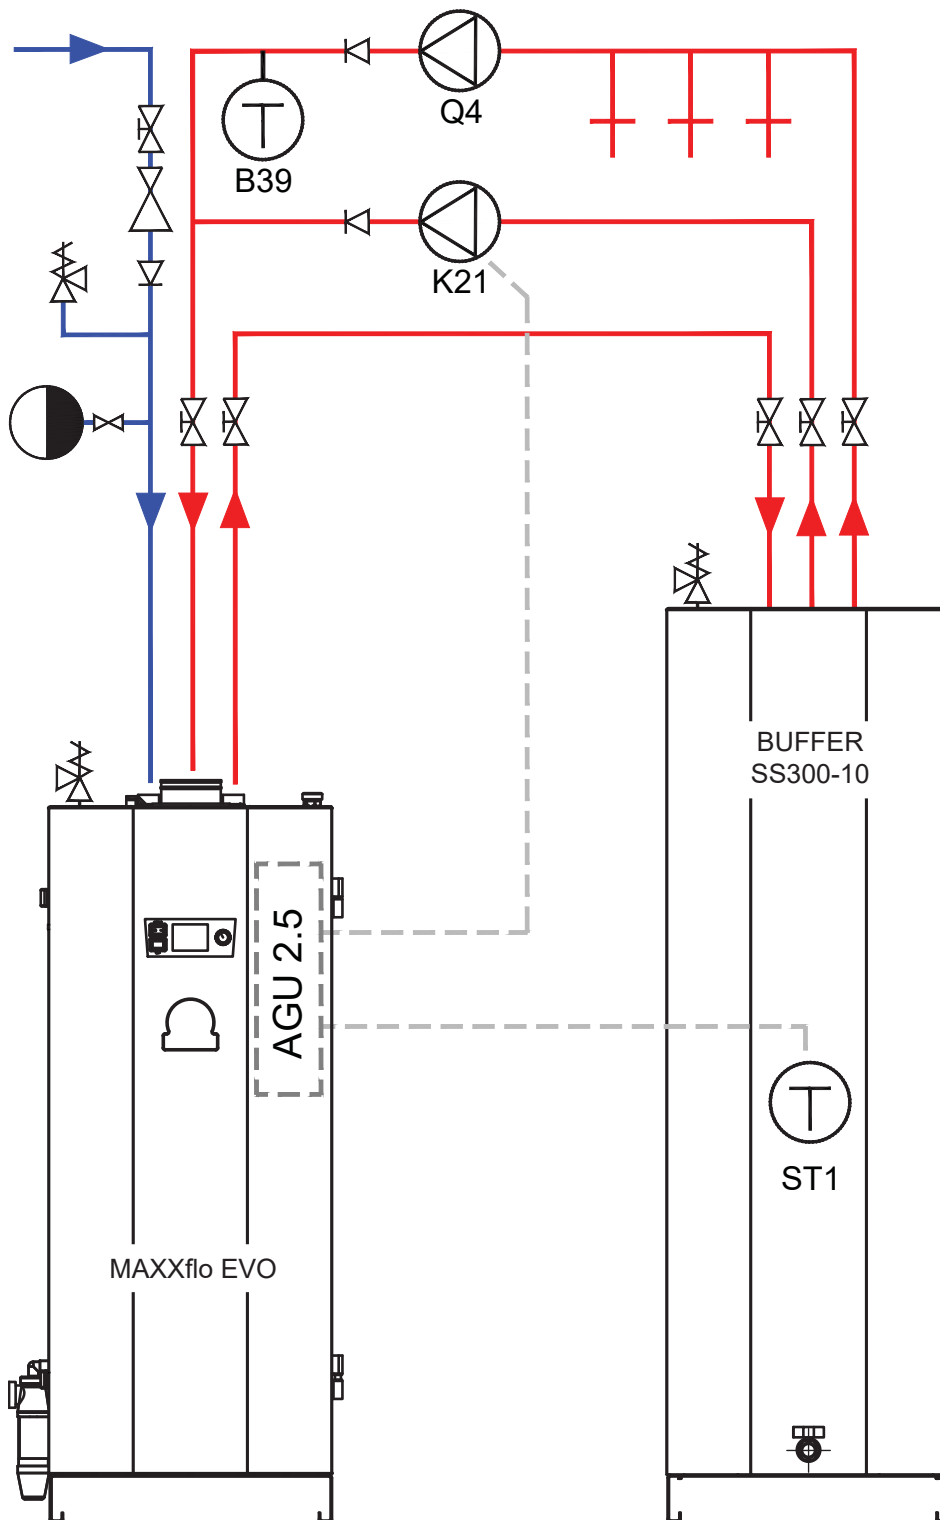 Q4
B39
K21
BUFFER
SS300-10
AGU 2.5
ST1
MAXXflo EVO